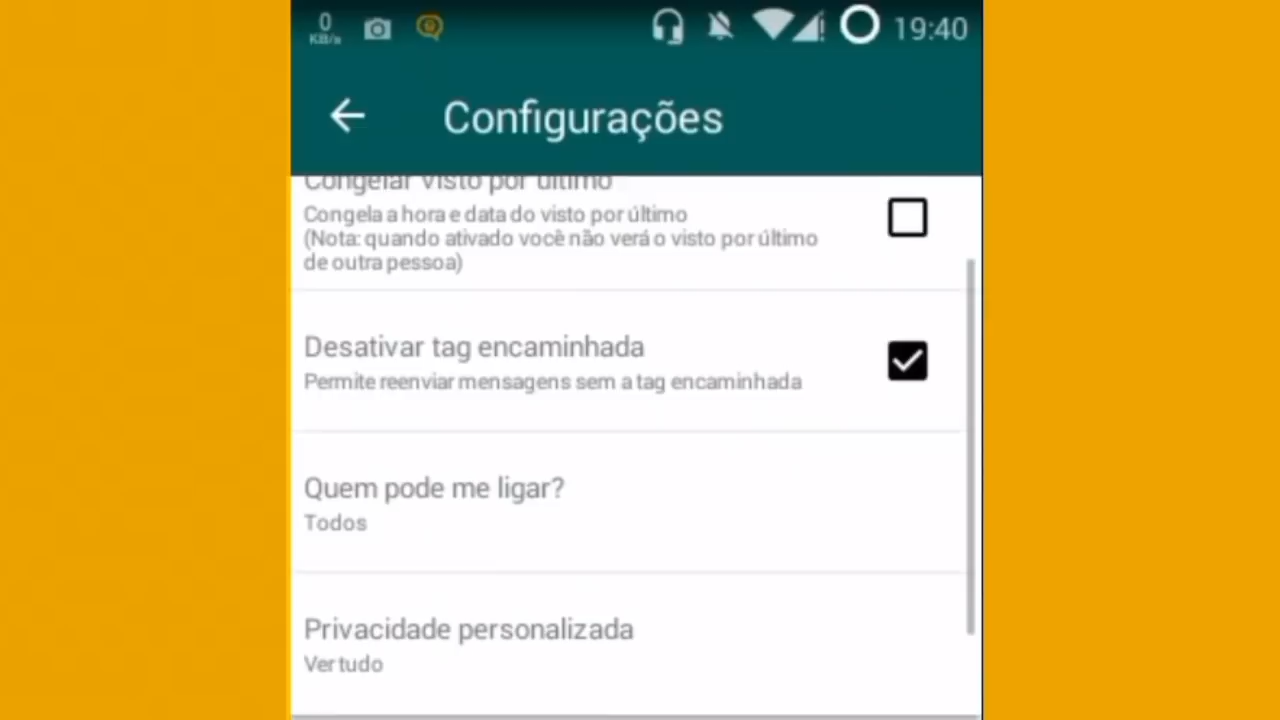 0
KB/s
19:40
Configurações
Congelar visto por último
Congela a hora e data do visto por último
(Nota: quando ativado você não verá o visto por último
de outra pessoa)
Desativar tag encaminhada
Permite reenviar mensagens sem a tag encaminhada
Quem pode me ligar?
Todos
Privacidade personalizada
Ver tudo